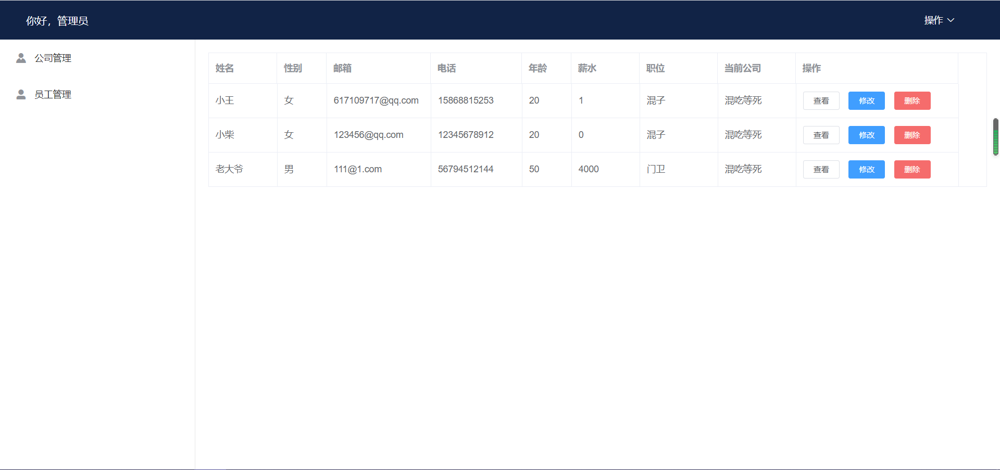 你好，管理员 操作
公司管理
员工管理
姓名 性别 邮箱 电话 年龄 薪水 职位 当前公司 操作
小王 女 617109717@qq.com 15868815253 20 1 混子 混吃等死 查看 修改 删除
小柴 女 123456@qq.com 12345678912 20 0 混子 混吃等死 查看 修改 删除
老大爷 男 111@1.com 56794512144 50 4000 门卫 混吃等死 查看 修改 删除